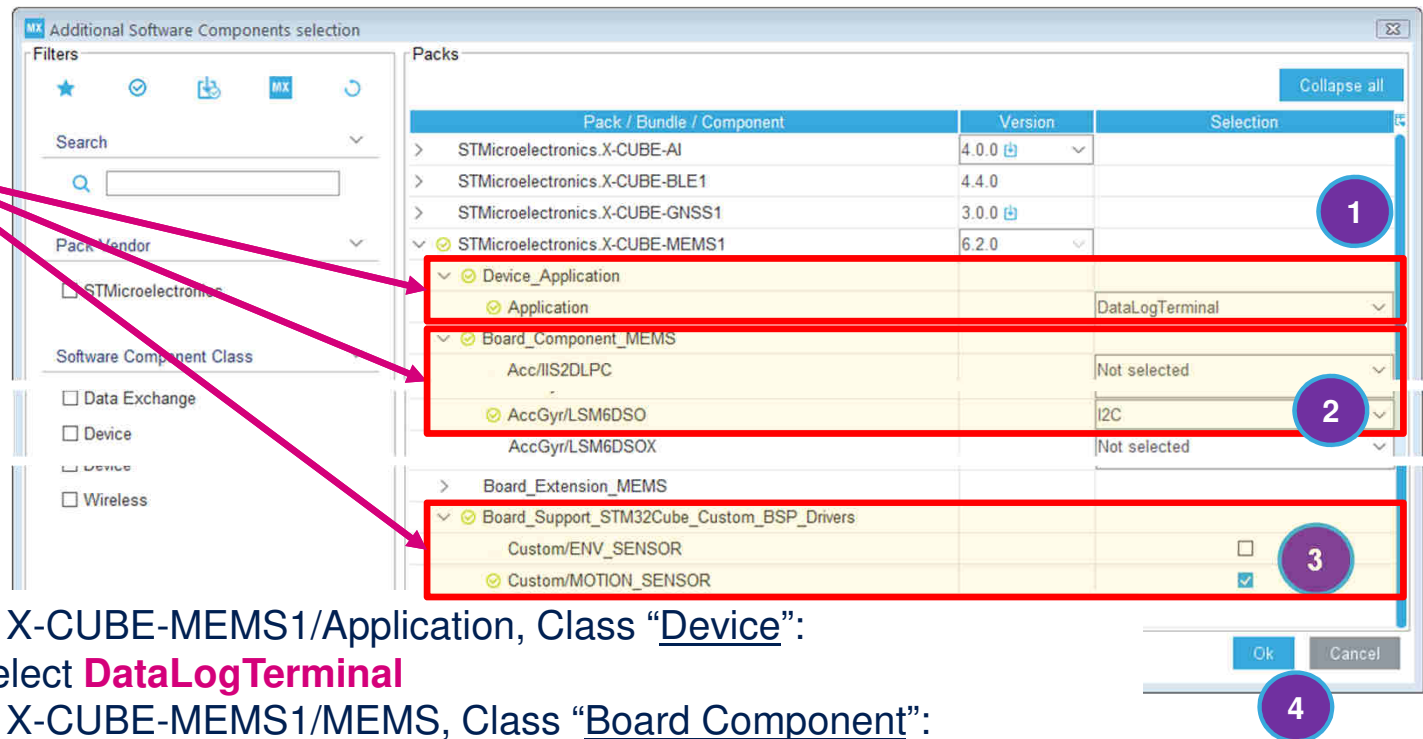 MX Additional Software Components selection
Filters
Packs
MX
Collapse all
Pack / Bundle / Component Version Selection
Search
STMicroelectronics.X-CUBE-AI 4.0.0
STMicroelectronics.X-CUBE-BLE1 4.4.0
STMicroelectronics.X-CUBE-GNSS1 3.0.0
1
Pack Vendor
STMicroelectronics.X-CUBE-MEMS1 6.2.0
Device_Application
STMicroelectronics
Application DataLogTerminal
Board_Component_MEMS
Software Component Class
Acc/IIS2DLPC Not selected
Data Exchange
AccGyr/LSM6DSO I2C
2
Device
AccGyr/LSM6DSOX Not selected
Device
Wireless
Board_Extension_MEMS
Board_Support_STM32Cube_Custom_BSP_Drivers
Custom/ENV_SENSOR
3
Custom/MOTION_SENSOR
X-CUBE-MEMS1/Application, Class “Device”:
elect DataLogTerminal
Ok Cancel
X-CUBE-MEMS1/MEMS, Class “Board Component”:
4